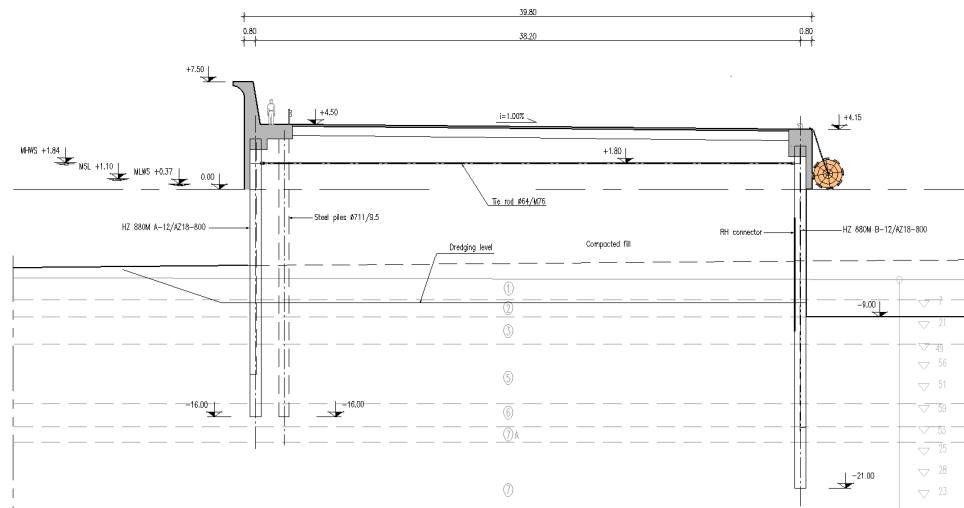 39.80
0.80
38.20
0.80
+7.50
+4.50
i=1.00%
+4.15
MHWS +1.84
MSL +1.10
MLWS +0.37
0.00
+1.80
Tie rod Ø64/M76
Steel piles Ø711/9.5
HZ 880M A-12/AZ18-800
RH connector
HZ 880M B-12/AZ18-800
Dredging level
Compacted fill
1
2
3
5
6
7 A
7
-9.00
7
21
49
56
51
59
53
25
28
23
-16.00
-16.00
-21.00